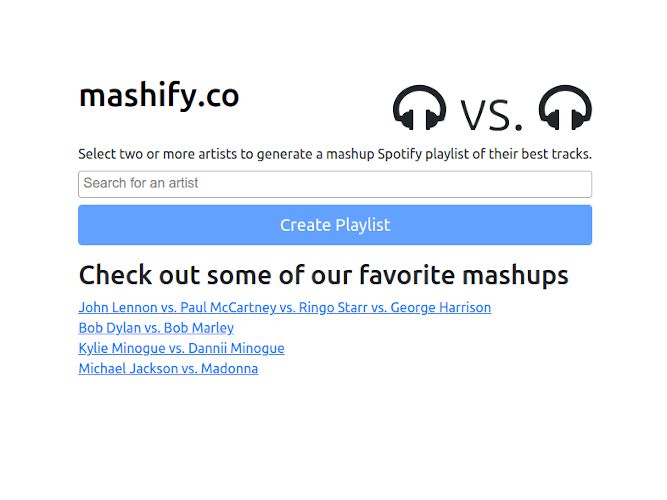 mashify.co
vs.
Select two or more artists to generate a mashup Spotify playlist of their best tracks.
Search for an artist
Create Playlist
Check out some of our favorite mashups
John Lennon vs. Paul McCartney vs. Ringo Starr vs. George Harrison
Bob Dylan vs. Bob Marley
Kylie Minogue vs. Dannii Minogue
Michael Jackson vs. Madonna